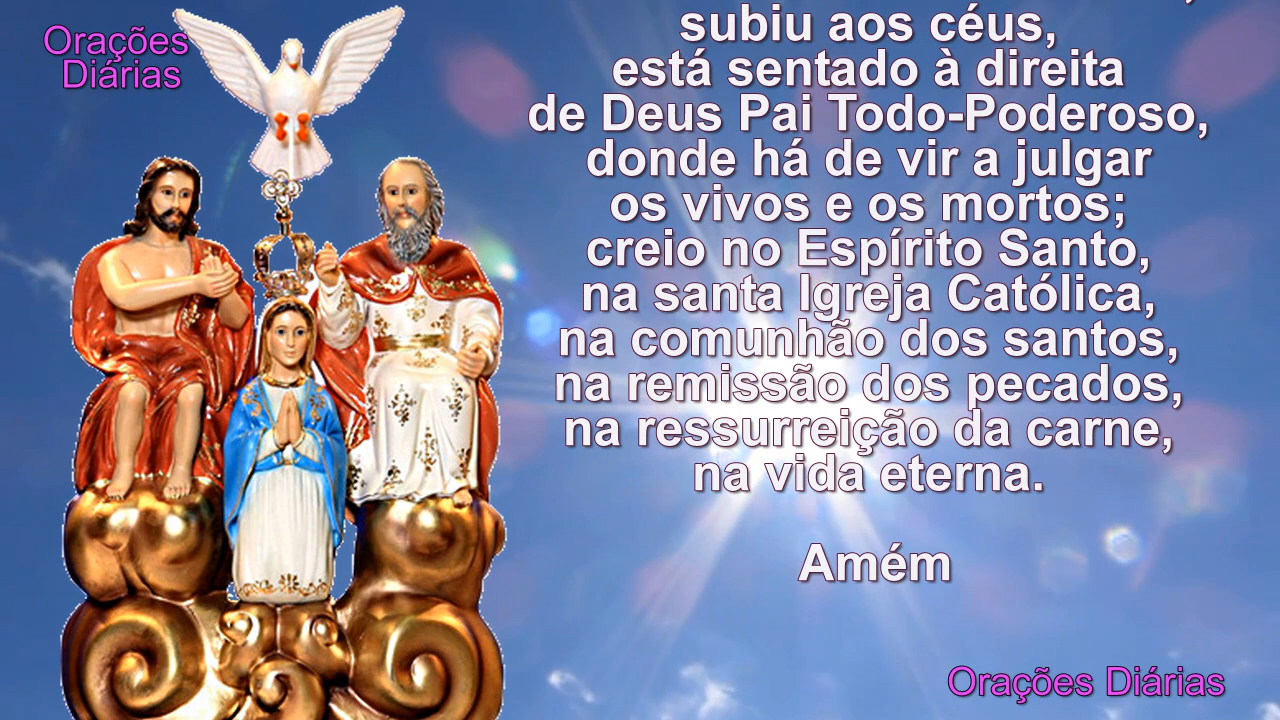 Orações
Diárias
subiu aos céus,
está sentado à direita
de Deus Pai Todo-Poderoso,
donde há de vir a julgar
os vivos e os mortos;
creio no Espírito Santo,
na santa Igreja Católica,
na comunhão dos santos,
na remissão dos pecados,
na ressurreição da carne,
na vida eterna.
Amém
Orações Diárias